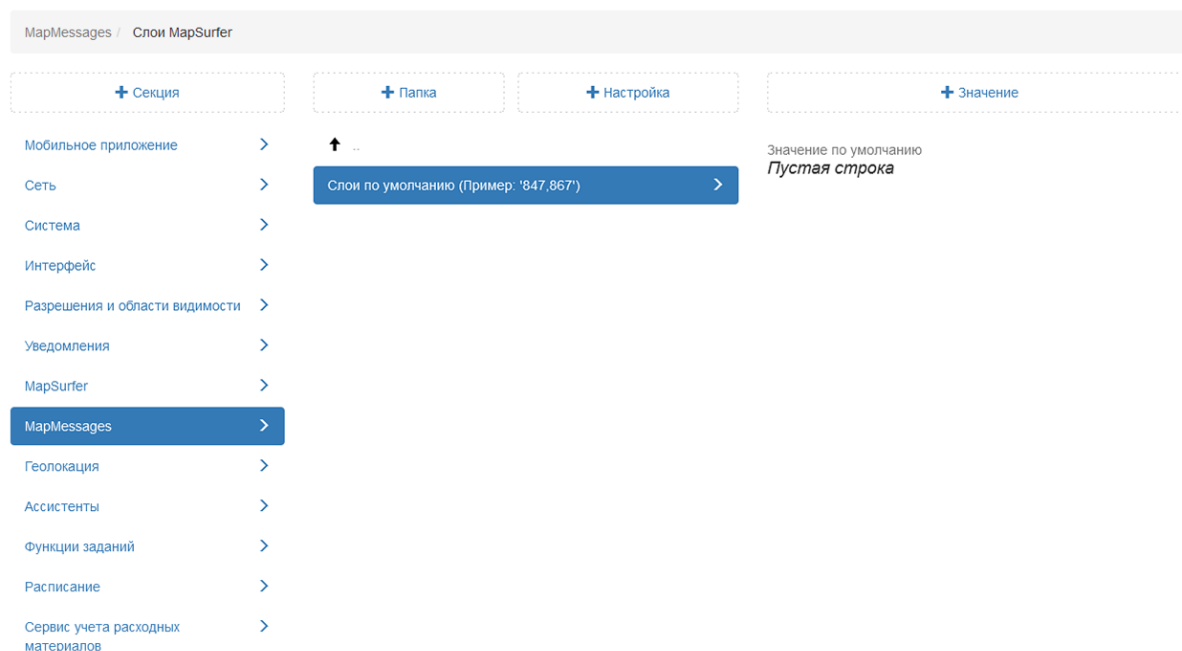 MapMessages / Слои MapSurfer
+ Секция
+ Папка
+ Настройка
+ Значение
Мобильное приложение
Сеть
Система
Интерфейс
Разрешения и области видимости
Уведомления
MapSurfer
MapMessages
Геолокация
Ассистенты
Функции заданий
Расписание
Сервис учета расходных
материалов
..
Слои по умолчанию (Пример: '847,867')
Значение по умолчанию
Пустая строка